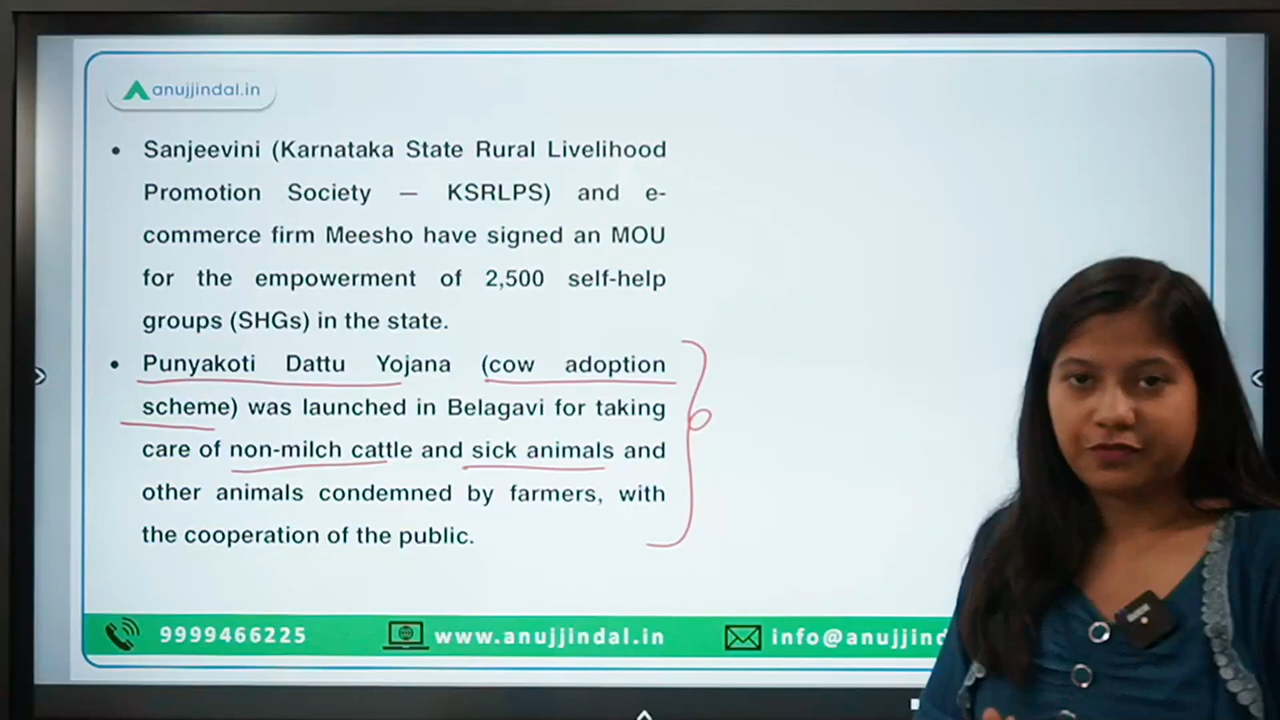 anujjindal.in
• Sanjeevini (Karnataka State Rural Livelihood
Promotion Society — KSRLPS) and e-
commerce firm Meesho have signed an MOU
for the empowerment of 2,500 self-help
groups (SHGs) in the state.
• Punyakoti Dattu Yojana (cow adoption
scheme) was launched in Belagavi for taking
care of non-milch cattle and sick animals and
other animals condemned by farmers, with
the cooperation of the public.
9999466225 www.anujjindal.in info@anujjind